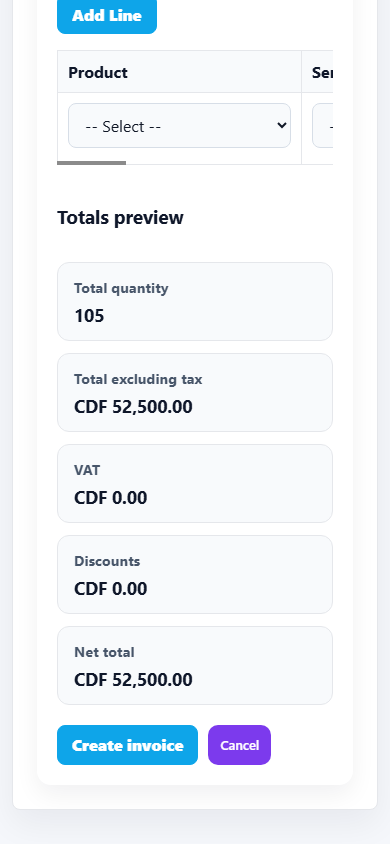 Add Line
Product Ser
-- Select -- -
Totals preview
Total quantity
105
Total excluding tax
CDF 52,500.00
VAT
CDF 0.00
Discounts
CDF 0.00
Net total
CDF 52,500.00
Create invoice Cancel